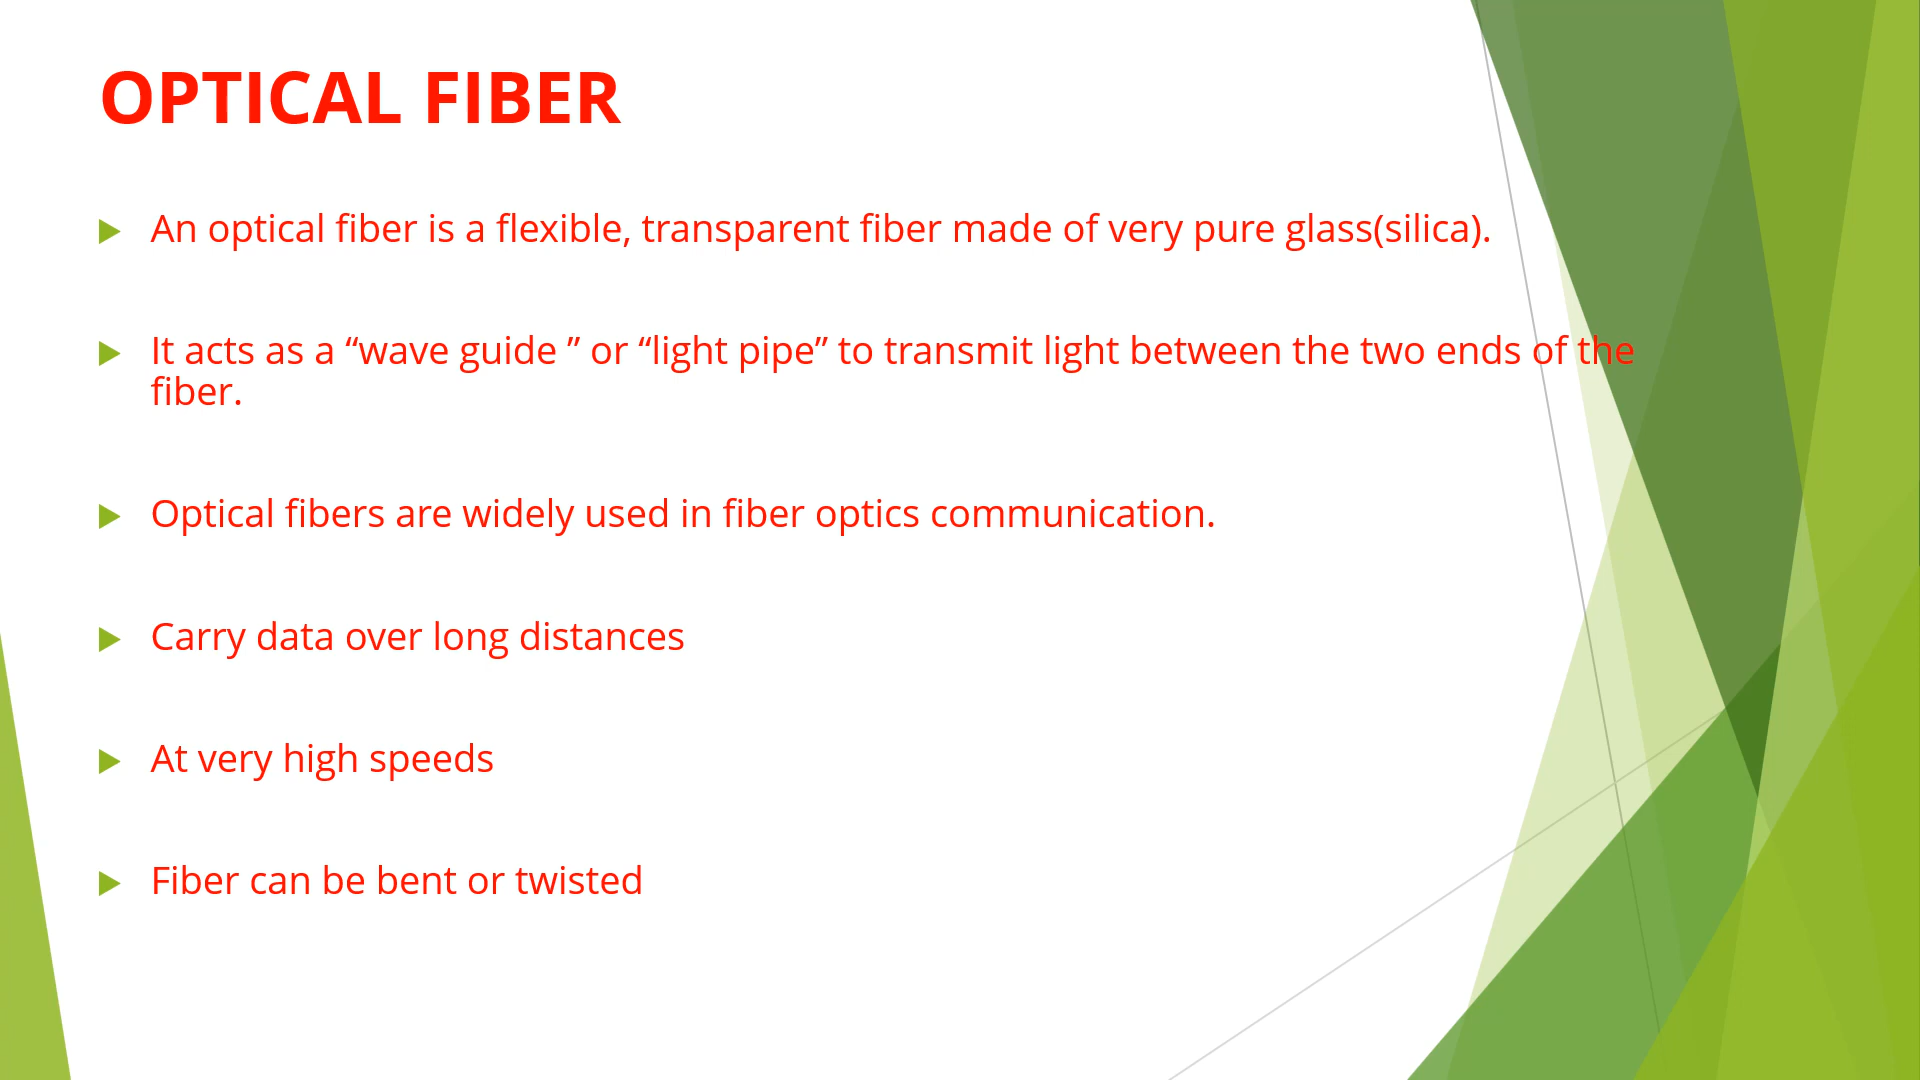 OPTICAL FIBER
An optical fiber is a flexible, transparent fiber made of very pure glass(silica).
It acts as a “wave guide ” or “light pipe” to transmit light between the two ends of the
fiber.
Optical fibers are widely used in fiber optics communication.
Carry data over long distances
At very high speeds
Fiber can be bent or twisted